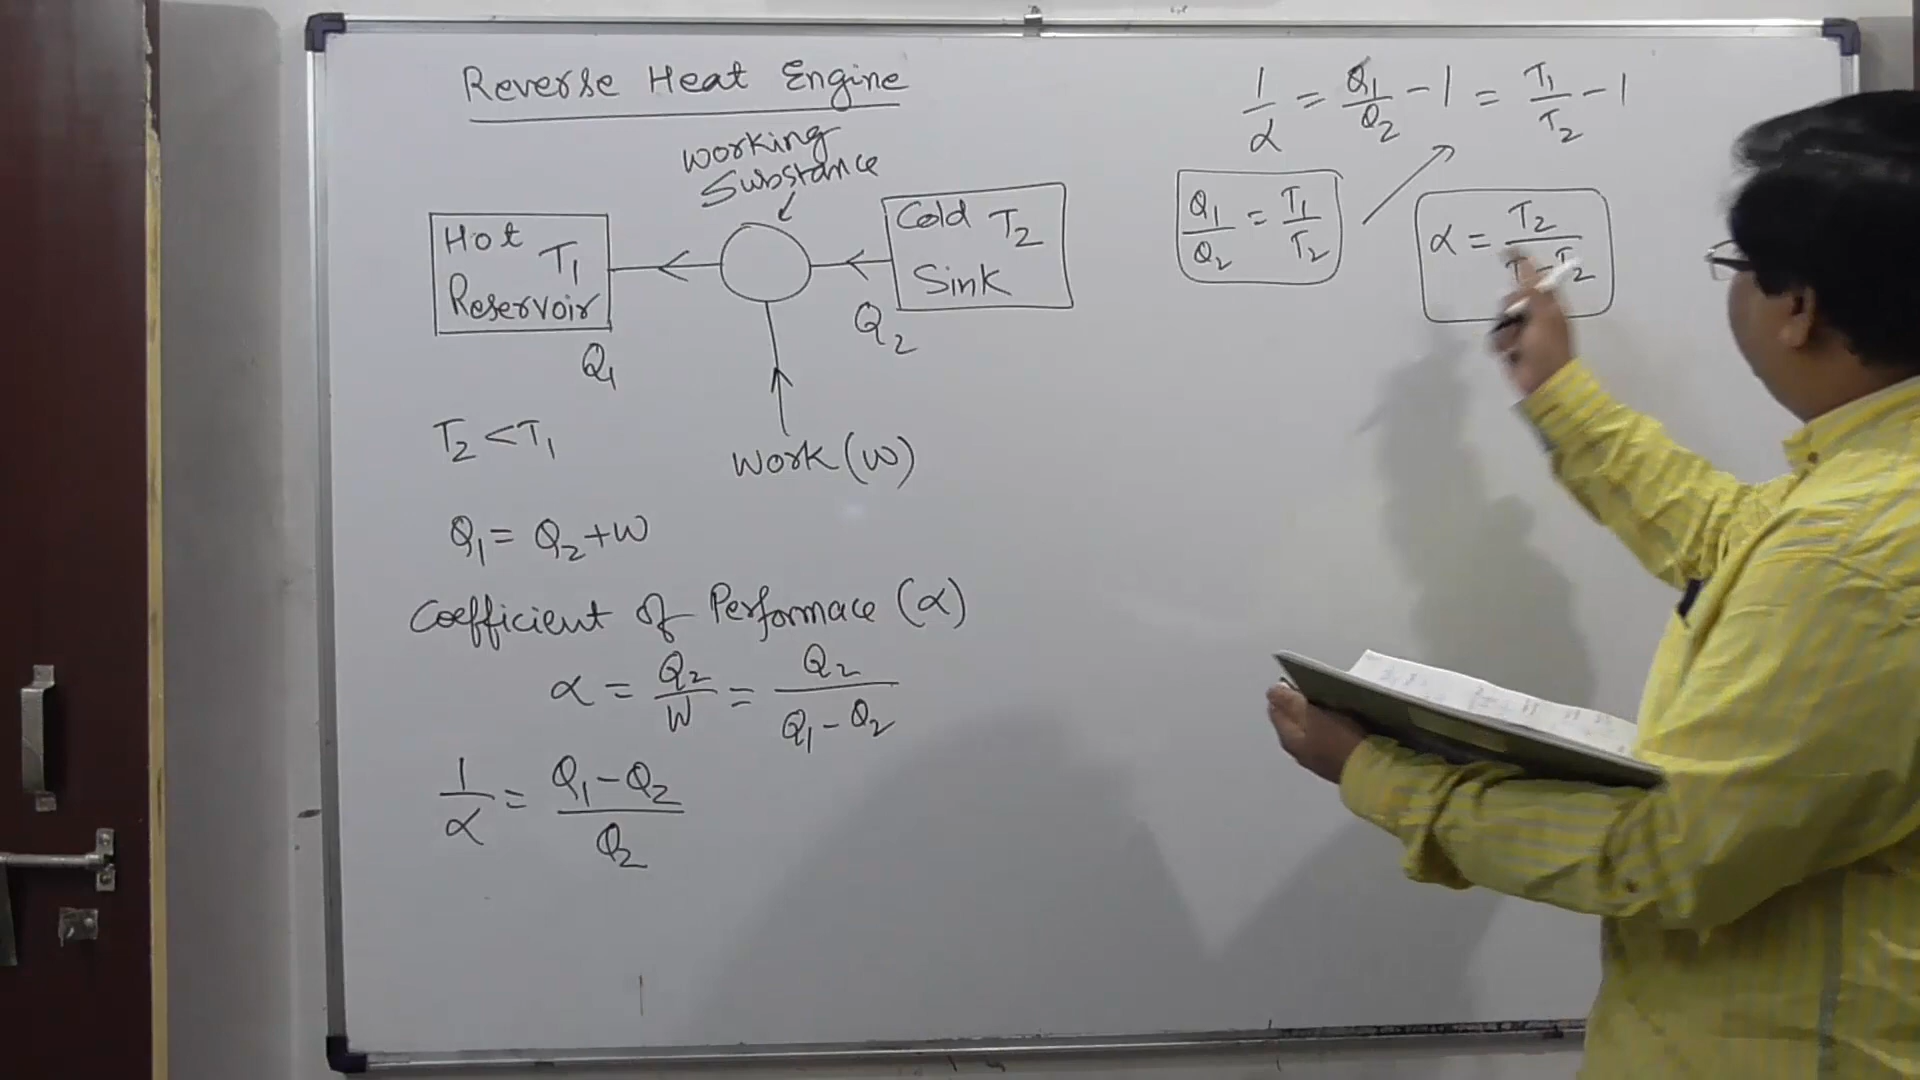 Reverse Heat Engine
Working
Substance
Hot
Reservoir
T1
Cold
Sink
T2
Q1
Q2
T2 < T1
Work (W)
Q1 = Q2 + W
Coefficient of Performace (α)
α = Q2/W = Q2/(Q1 - Q2)
1/α = (Q1 - Q2)/Q2
1/α = Q1/Q2 - 1 = T1/T2 - 1
Q1/Q2 = T1/T2
α = T2/(T1 - T2)